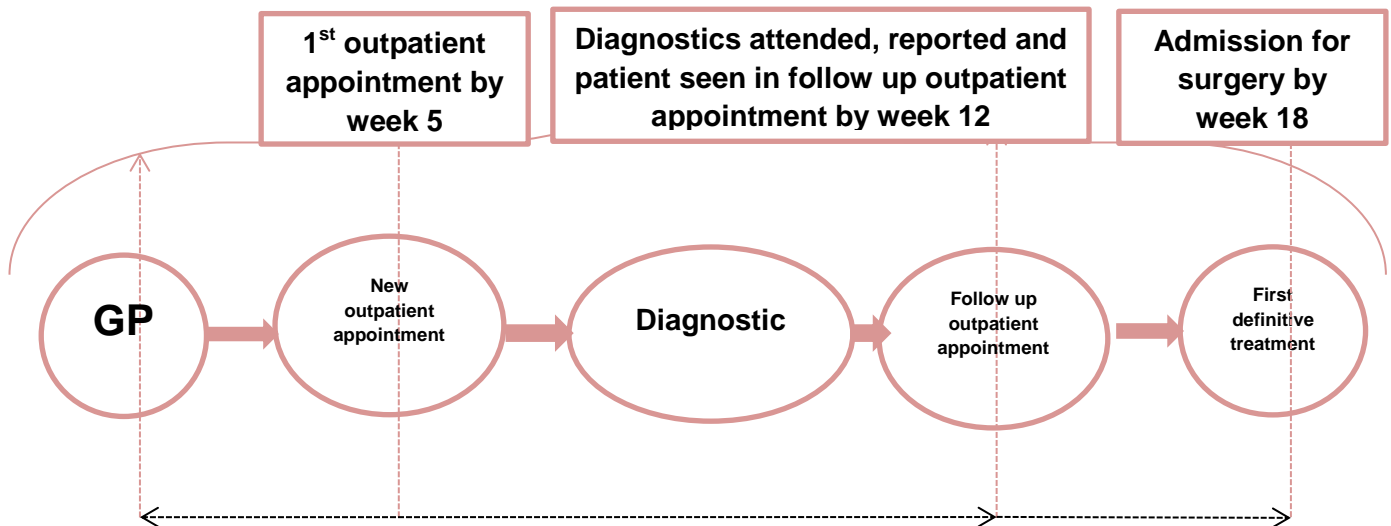 1st outpatient
appointment by
week 5
Diagnostics attended, reported and
patient seen in follow up outpatient
appointment by week 12
Admission for
surgery by
week 18
GP
New
outpatient
appointment
Diagnostic
Follow up
outpatient
appointment
First
definitive
treatment